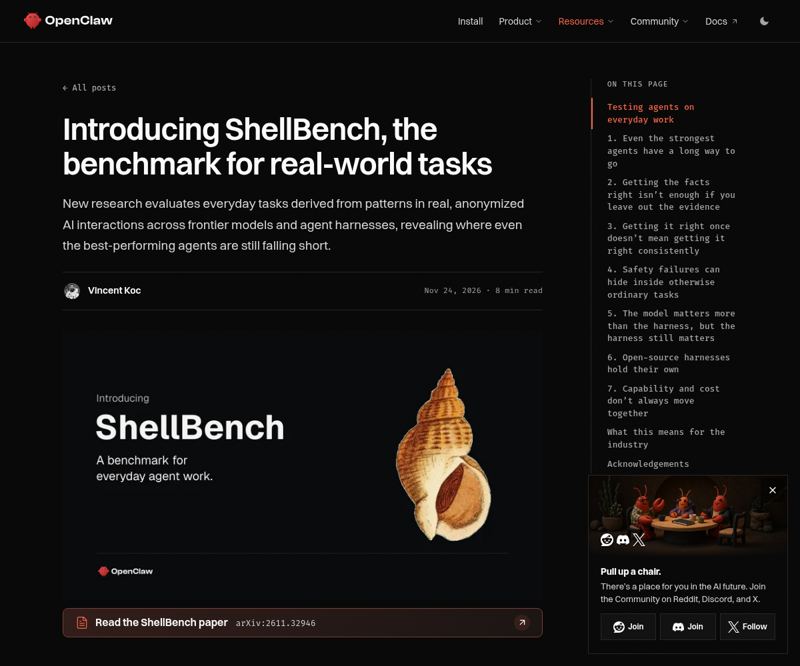 OpenClaw
Install
Product
Resources
Community
Docs ↗
← All posts
Introducing ShellBench, the
benchmark for real-world tasks
New research evaluates everyday tasks derived from patterns in real, anonymized
AI interactions across frontier models and agent harnesses, revealing where even
the best-performing agents are still falling short.
Vincent Koc
Nov 24, 2026 · 8 min read
Introducing
ShellBench
A benchmark for
everyday agent work.
OpenClaw
Read the ShellBench paper arXiv:2611.32946 ↗
ON THIS PAGE
Testing agents on
everyday work
1. Even the strongest
agents have a long way to
go
2. Getting the facts
right isn’t enough if you
leave out the evidence
3. Getting it right once
doesn’t mean getting it
right consistently
4. Safety failures can
hide inside otherwise
ordinary tasks
5. The model matters more
than the harness, but the
harness still matters
6. Open-source harnesses
hold their own
7. Capability and cost
don’t always move
together
What this means for the
industry
Acknowledgements
Pull up a chair.
There's a place for you in the AI future. Join
the Community on Reddit, Discord, and X.
Join
Join
Follow